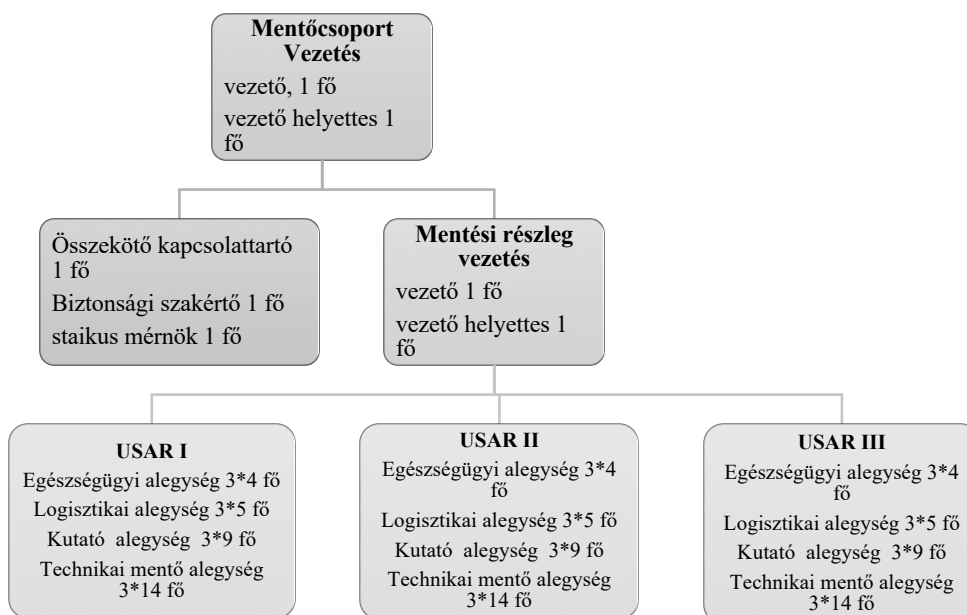 Mentőcsoport
Vezetés
vezető, 1 fő
vezető helyettes 1
fő
Összekötő kapcsolattartó
1 fő
Biztonsági szakértő 1 fő
staikus mérnök 1 fő
Mentési részleg
vezetés
vezető 1 fő
vezető helyettes 1
fő
USAR I
Egészségügyi alegység 3*4 fő
Logisztikai alegység 3*5 fő
Kutató alegység 3*9 fő
Technikai mentő alegység
3*14 fő
USAR II
Egészségügyi alegység 3*4
fő
Logisztikai alegység 3*5 fő
Kutató alegység 3*9 fő
Technikai mentő alegység
3*14 fő
USAR III
Egészségügyi alegység 3*4
fő
Logisztikai alegység 3*5 fő
Kutató alegység 3*9 fő
Technikai mentő alegység
3*14 fő